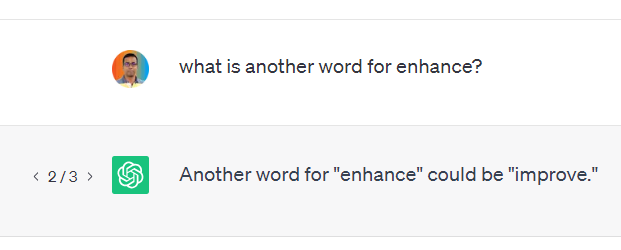 what is another word for enhance?
< 2 / 3 > Another word for "enhance" could be "improve."